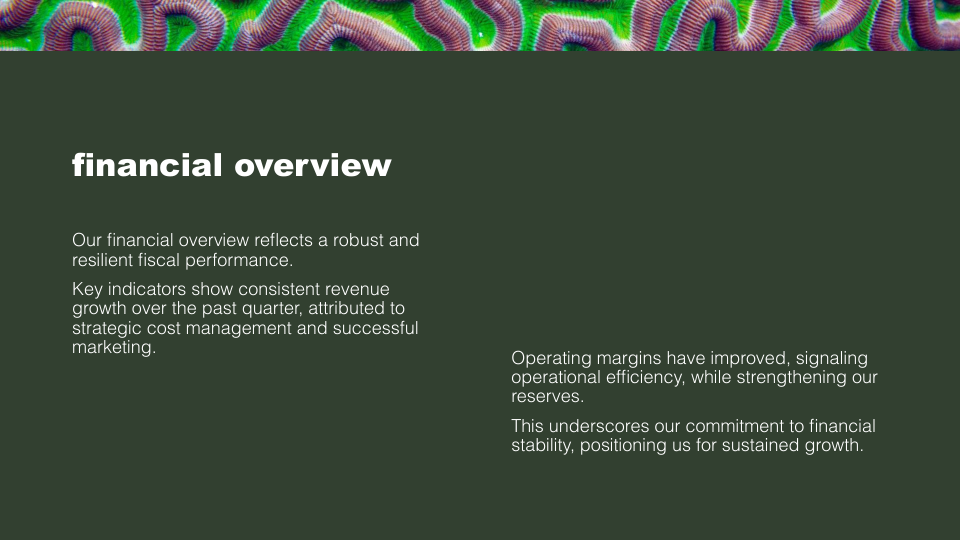 financial overview
Our financial overview reflects a robust and
resilient fiscal performance.
Key indicators show consistent revenue
growth over the past quarter, attributed to
strategic cost management and successful
marketing.
Operating margins have improved, signaling
operational efficiency, while strengthening our
reserves.
This underscores our commitment to financial
stability, positioning us for sustained growth.